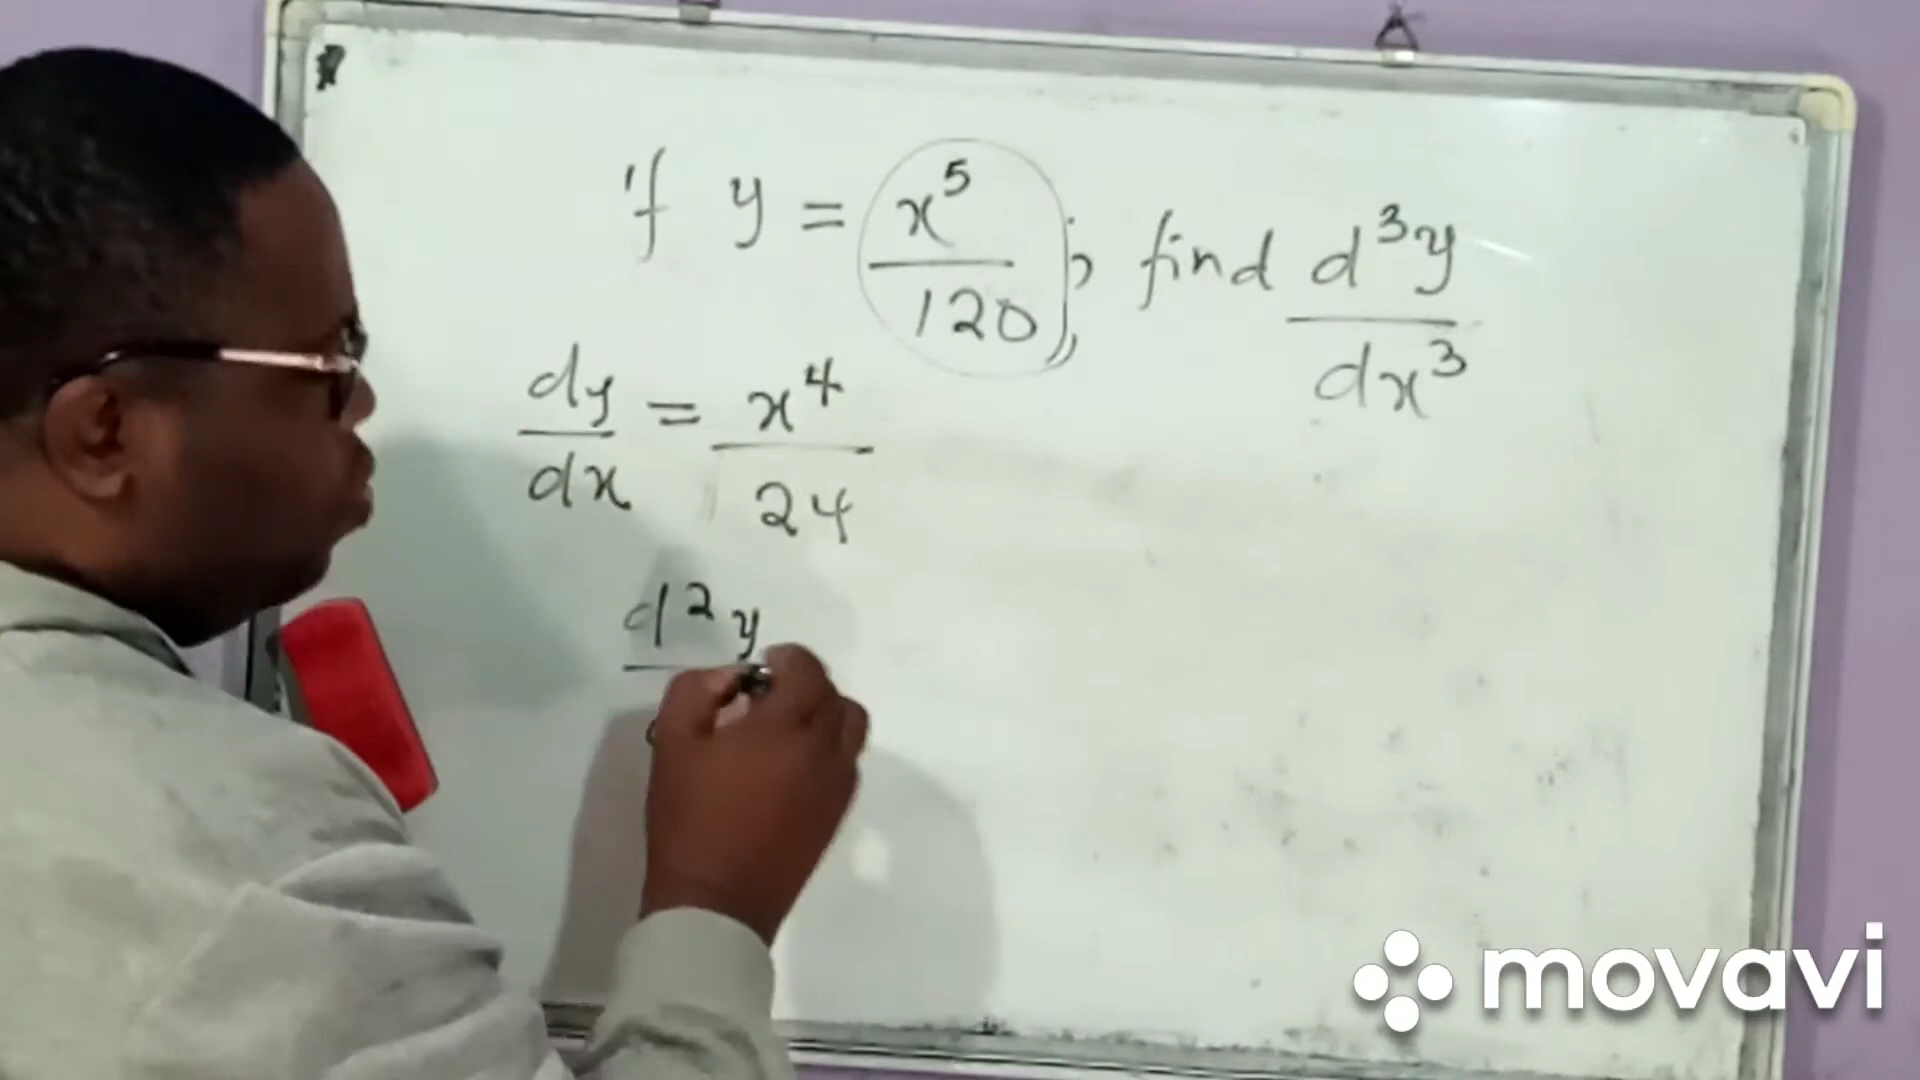 If y = x^5/120; find d^3y/dx^3
dy/dx = x^4/24
d^2y
movavi